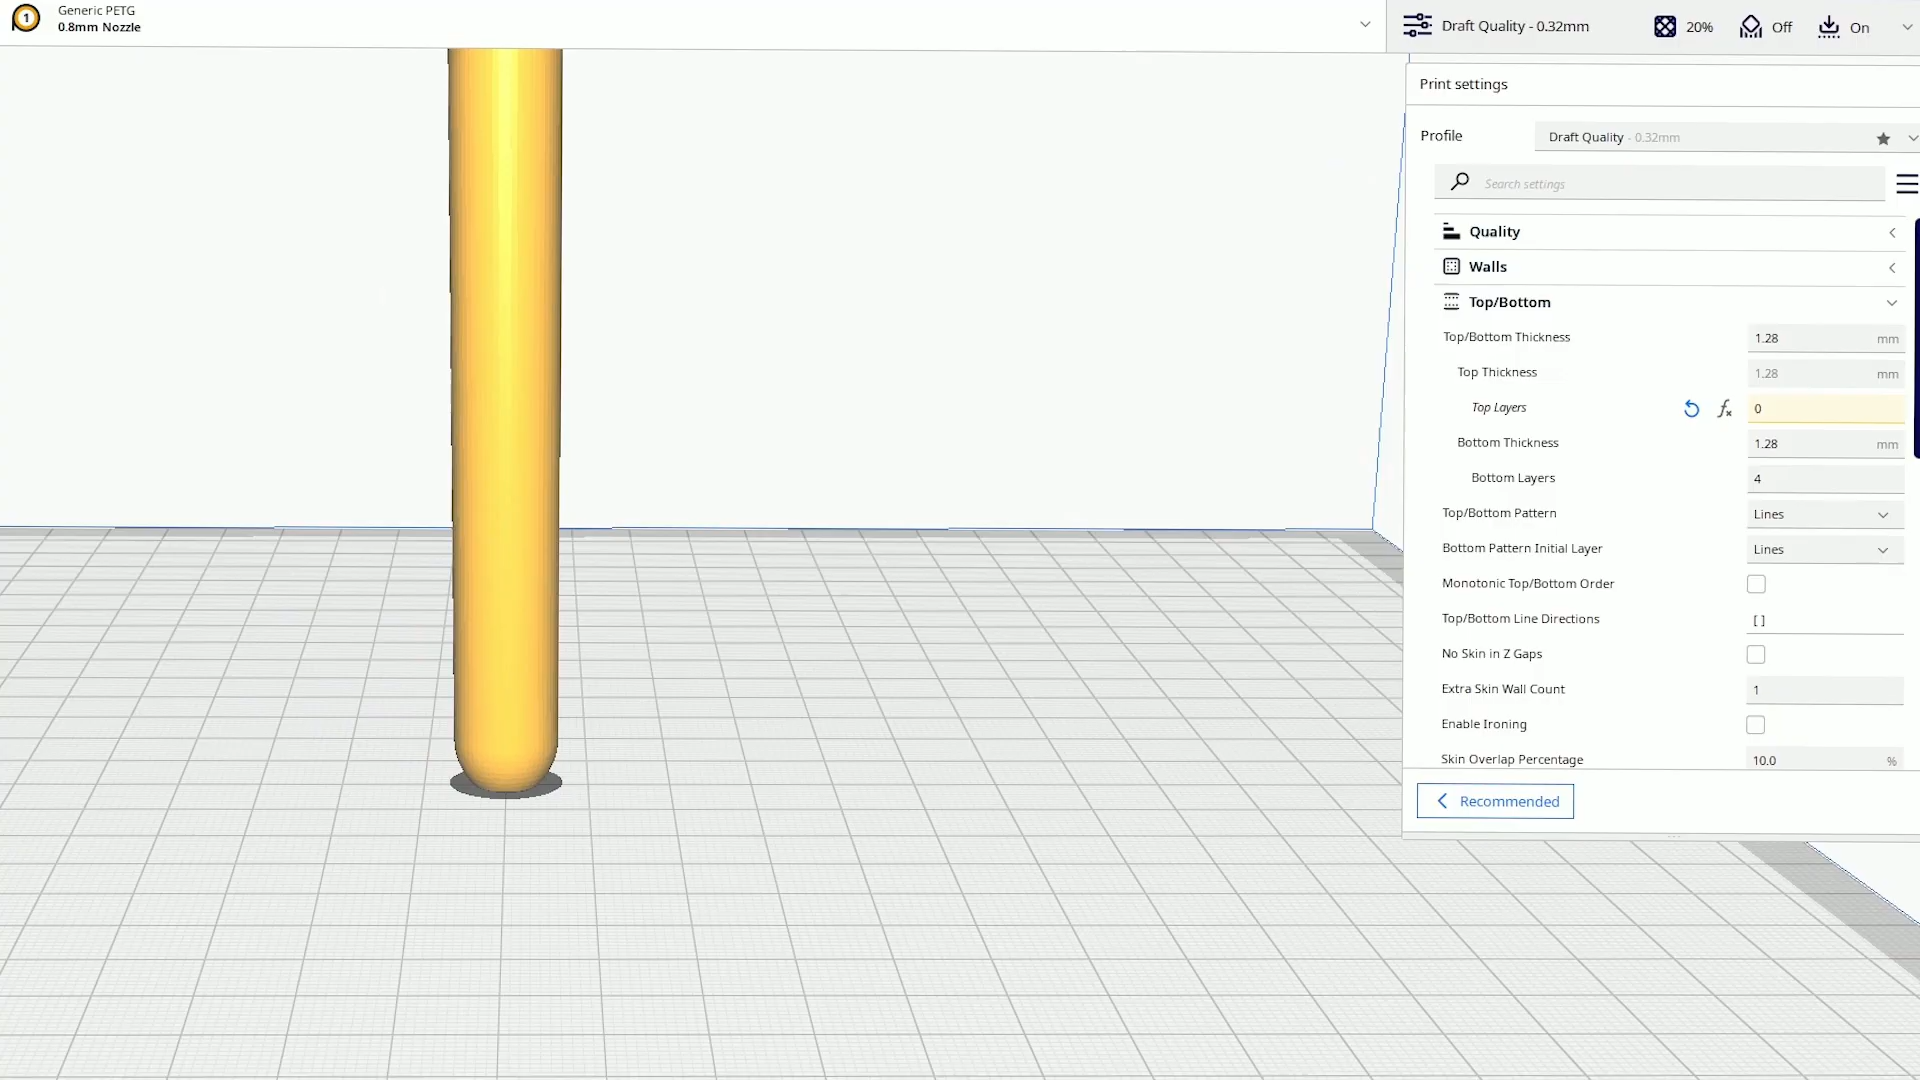 1
Generic PETG
0.8mm Nozzle
Draft Quality - 0.32mm
20%
Off
On
Print settings
Profile
Draft Quality - 0.32mm
Search settings
Quality
Walls
Top/Bottom
Top/Bottom Thickness
1.28 mm
Top Thickness
1.28 mm
Top Layers
fx
0
Bottom Thickness
1.28 mm
Bottom Layers
4
Top/Bottom Pattern
Lines
Bottom Pattern Initial Layer
Lines
Monotonic Top/Bottom Order
Top/Bottom Line Directions
[ ]
No Skin in Z Gaps
Extra Skin Wall Count
1
Enable Ironing
Skin Overlap Percentage
10.0 %
Recommended